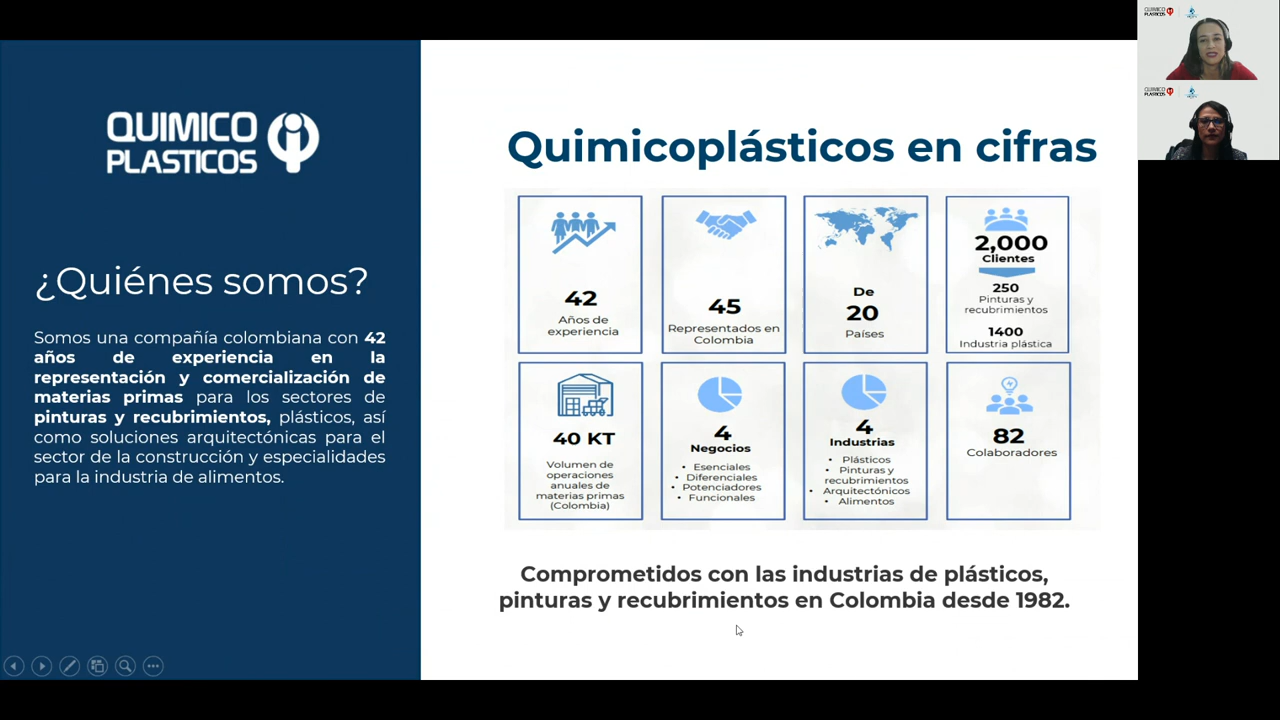 QUIMICO
PLASTICOS
¿Quiénes somos?
Somos una compañía colombiana con 42
años de experiencia en la
representación y comercialización de
materias primas para los sectores de
pinturas y recubrimientos, plásticos, así
como soluciones arquitectónicas para el
sector de la construcción y especialidades
para la industria de alimentos.
Quimicoplásticos en cifras
42
Años de
experiencia
45
Representados en
Colombia
De
20
Países
2,000
Clientes
250
Pinturas y
recubrimientos
1400
Industria plástica
40 KT
Volumen de
operaciones
anuales de
materias primas
(Colombia)
4
Negocios
• Esenciales
• Diferenciales
• Potenciadores
• Funcionales
4
Industrias
• Plásticos
• Pinturas y
recubrimientos
• Arquitectónicos
• Alimentos
82
Colaboradores
Comprometidos con las industrias de plásticos,
pinturas y recubrimientos en Colombia desde 1982.
QUIMICO
PLASTICOS
QUIMICO
PLASTICOS